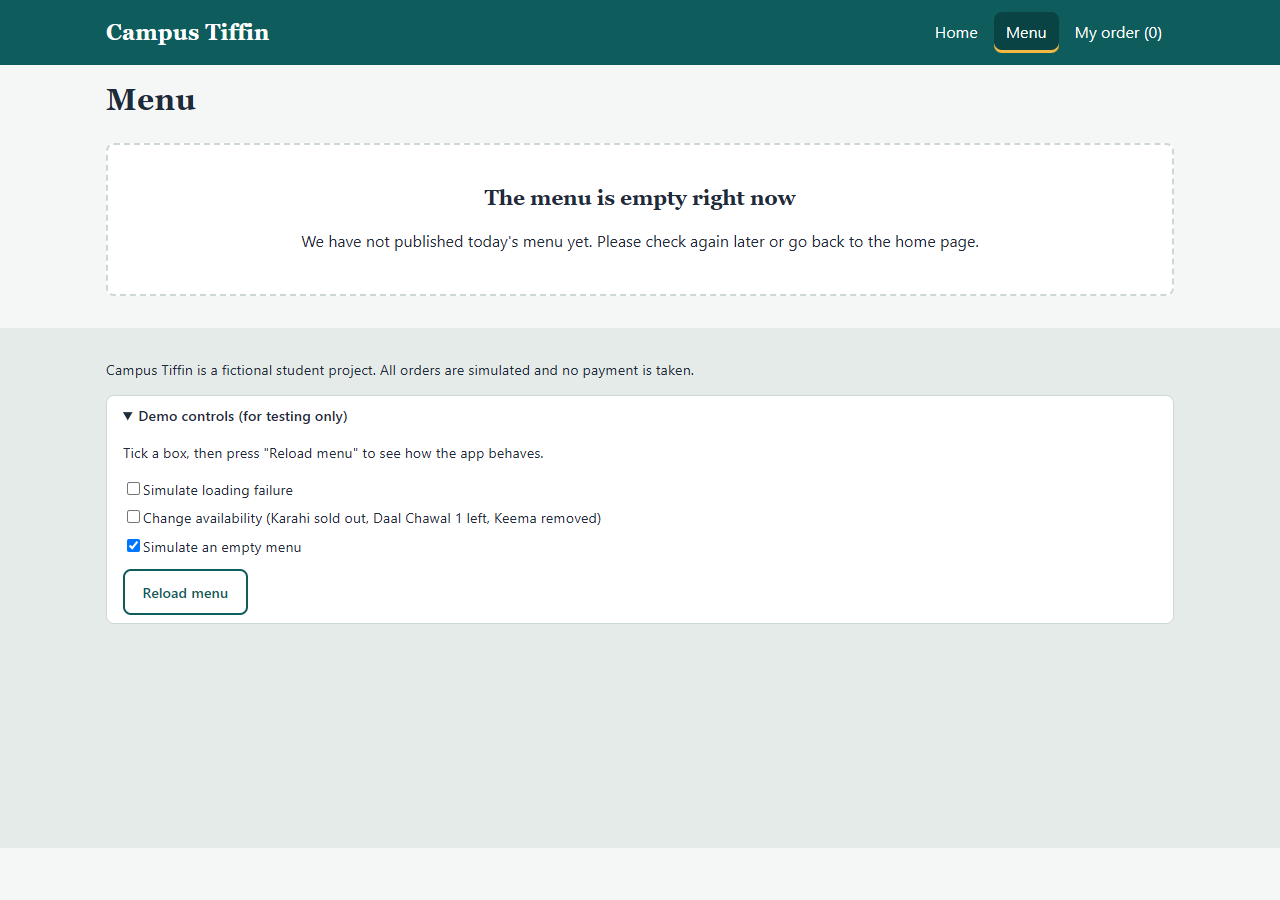 Campus Tiffin
Home
Menu
My order (0)
Menu
The menu is empty right now
We have not published today's menu yet. Please check again later or go back to the home page.
Campus Tiffin is a fictional student project. All orders are simulated and no payment is taken.
Demo controls (for testing only)
Tick a box, then press "Reload menu" to see how the app behaves.
Simulate loading failure
Change availability (Karahi sold out, Daal Chawal 1 left, Keema removed)
Simulate an empty menu
Reload menu